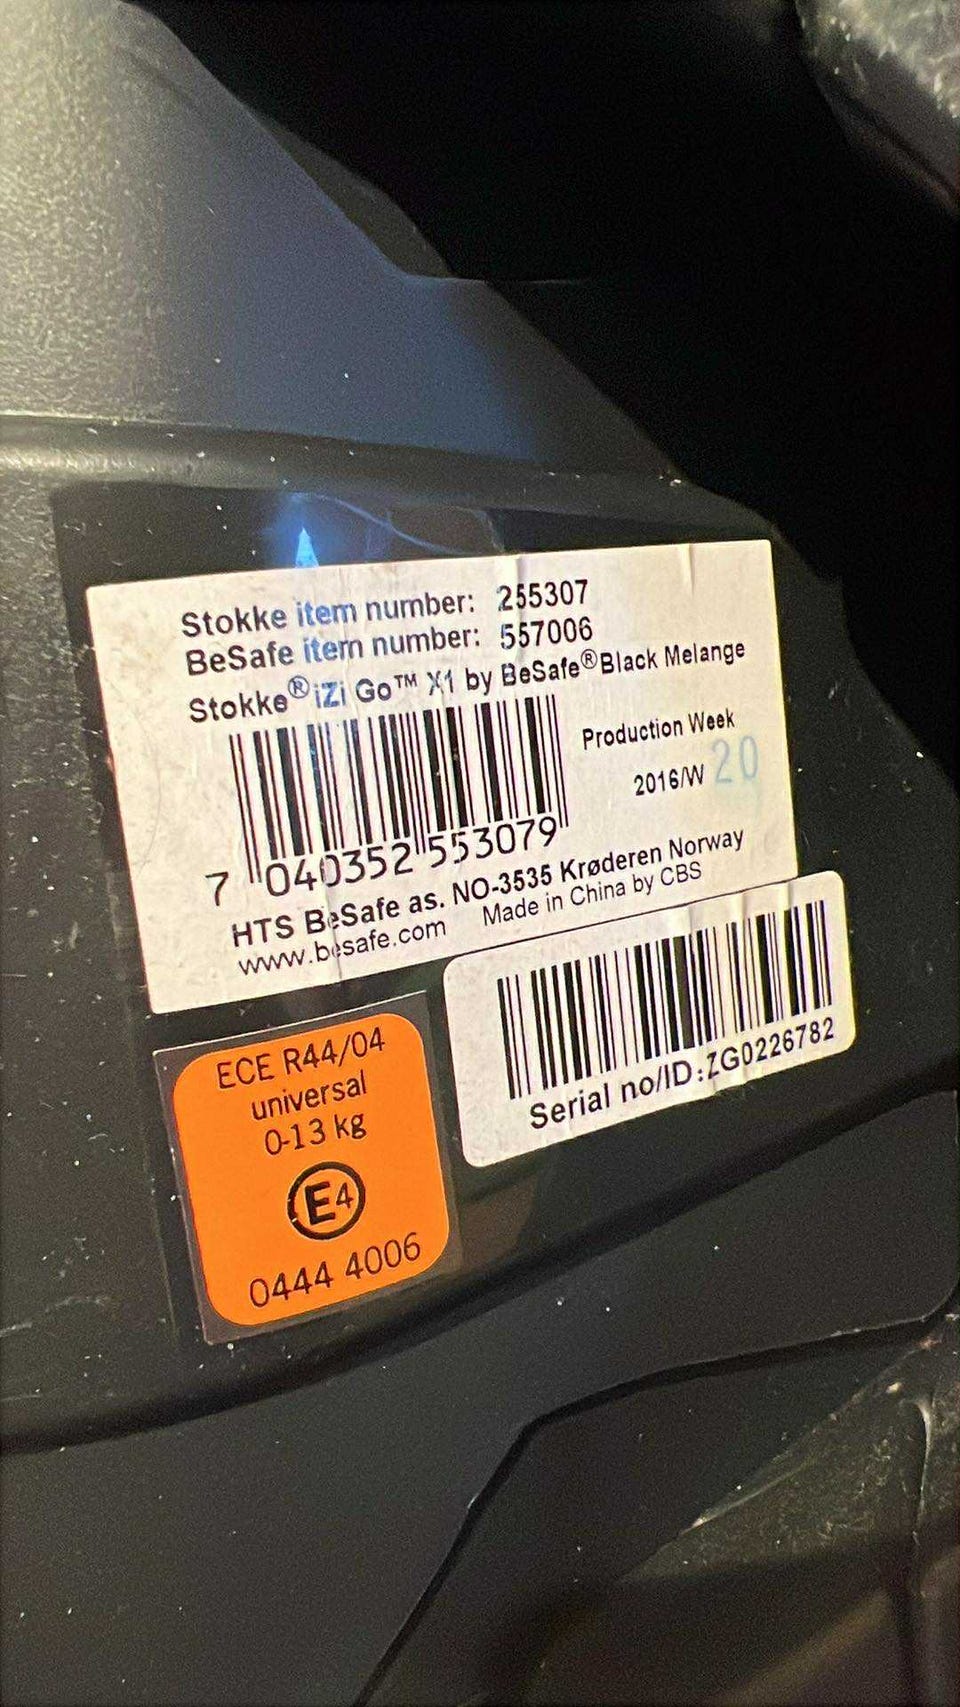 Stokke item number: 255307
BeSafe item number: 557006
Stokke® iZi Go™ X1 by BeSafe® Black Melange
Production Week
2016/W 20
7 040352 553079
HTS BeSafe as. NO-3535 Krøderen Norway
www.besafe.com Made in China by CBS
Serial no/ID:ZG0226782
ECE R44/04
universal
0-13 kg
E4
0444 4006